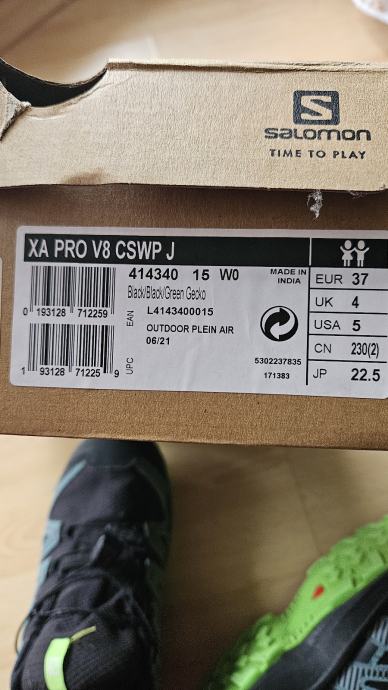 S
SALOMON
TIME TO PLAY
XA PRO V8 CSWP J
414340 15 W0
Black/Black/Green Gecko
L4143400015
OUTDOOR PLEIN AIR
06/21
EAN
0 193128 712259
UPC
1 93128 71225 9
MADE IN
INDIA
5302237835
171383
EUR 37
UK 4
USA 5
CN 230(2)
JP 22.5